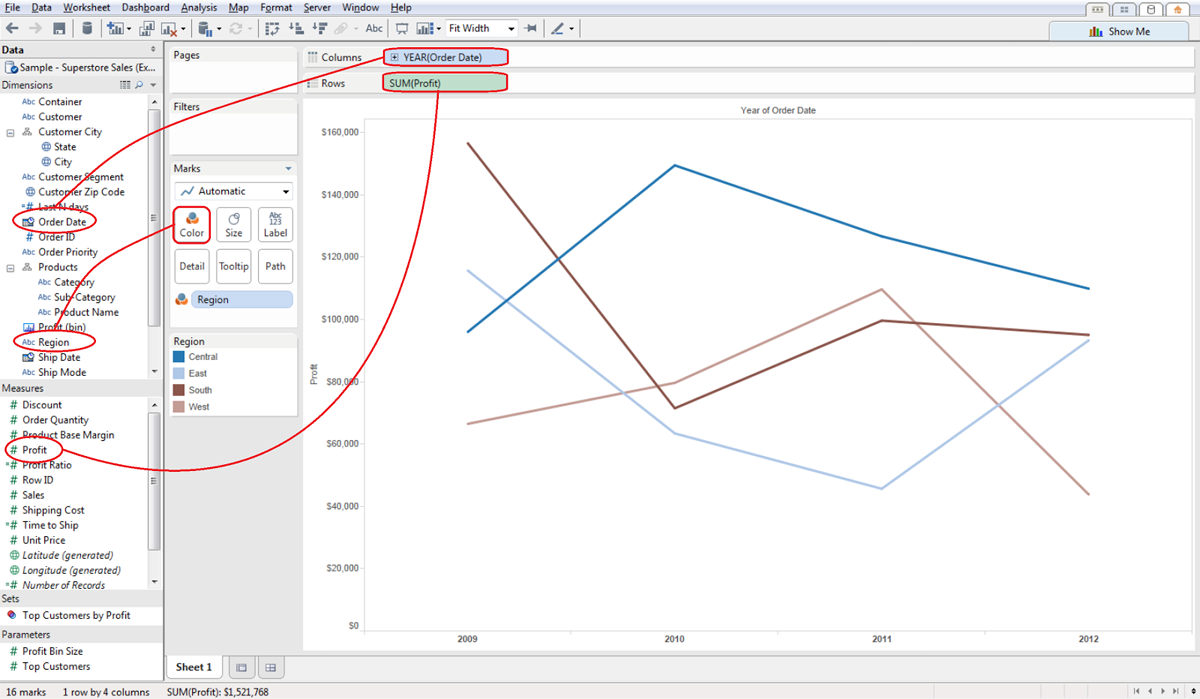 File Data Worksheet Dashboard Analysis Map Format Server Window Help
Abc Fit Width
Show Me
Data
Sample - Superstore Sales (Ex...
Dimensions
Abc Container
Abc Customer
Customer City
State
City
Abc Customer Segment
Customer Zip Code
# Last N days
Order Date
# Order ID
Abc Order Priority
Products
Abc Category
Abc Sub-Category
Abc Product Name
Profit (bin)
Abc Region
Ship Date
Abc Ship Mode
Measures
# Discount
# Order Quantity
# Product Base Margin
# Profit
# Profit Ratio
# Row ID
# Sales
# Shipping Cost
# Time to Ship
# Unit Price
Latitude (generated)
Longitude (generated)
# Number of Records
Sets
Top Customers by Profit
Parameters
# Profit Bin Size
# Top Customers
Pages
Filters
Marks
Automatic
Color
Size
Abc
123
Label
Detail Tooltip Path
Region
Region
Central
East
South
West
Columns YEAR(Order Date)
Rows SUM(Profit)
Year of Order Date
Profit
$160,000
$140,000
$120,000
$100,000
$80,000
$60,000
$40,000
$20,000
$0
2009 2010 2011 2012
Sheet 1
16 marks 1 row by 4 columns SUM(Profit): $1,521,768